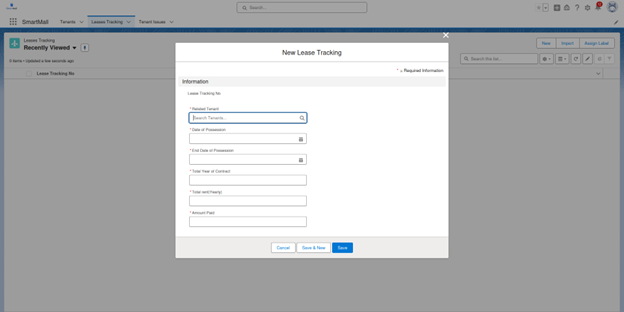 Search...
SmartMall
Tenants
Leases Tracking
Tenant Issues
Leases Tracking
Recently Viewed
New
Import
Assign Label
0 items • Updated a few seconds ago
Search this list...
Lease Tracking No
New Lease Tracking
* = Required Information
Information
Lease Tracking No
* Related Tenant
Search Tenants...
* Date of Possession
* End Date of Possession
* Total Year of Contract
* Total rent(Yearly)
* Amount Paid
Cancel
Save & New
Save